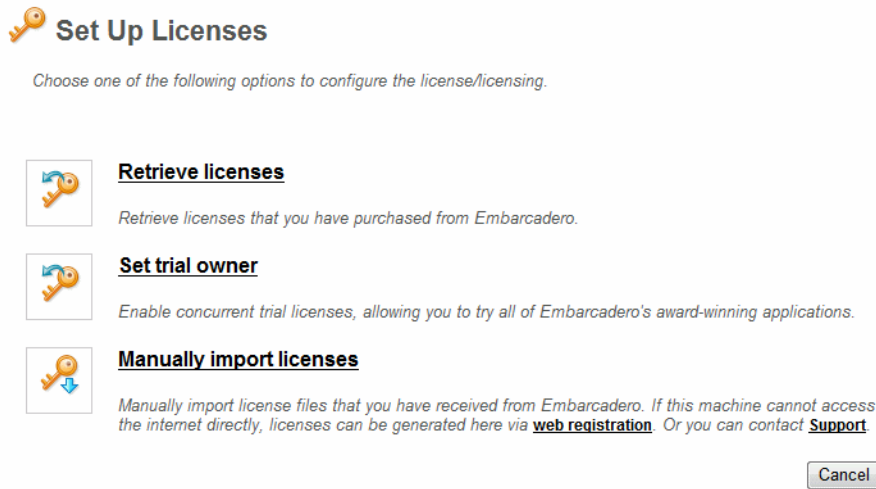 Set Up Licenses
Choose one of the following options to configure the license/licensing.
Retrieve licenses
Retrieve licenses that you have purchased from Embarcadero.
Set trial owner
Enable concurrent trial licenses, allowing you to try all of Embarcadero's award-winning applications.
Manually import licenses
Manually import license files that you have received from Embarcadero. If this machine cannot access
the internet directly, licenses can be generated here via web registration. Or you can contact Support.
Cancel